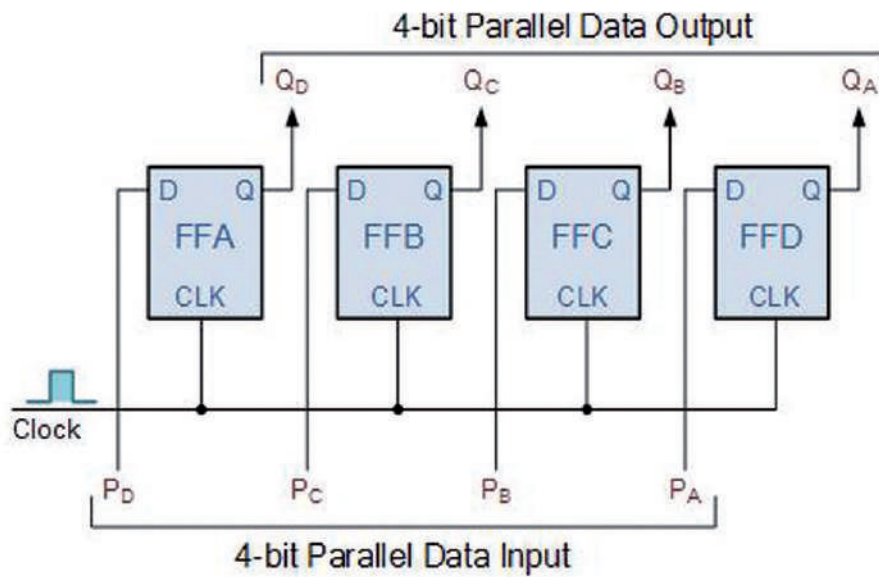 4-bit Parallel Data Output
QD QC QB QA
D Q D Q D Q D Q
FFA FFB FFC FFD
CLK CLK CLK CLK
Clock
PD PC PB PA
4-bit Parallel Data Input